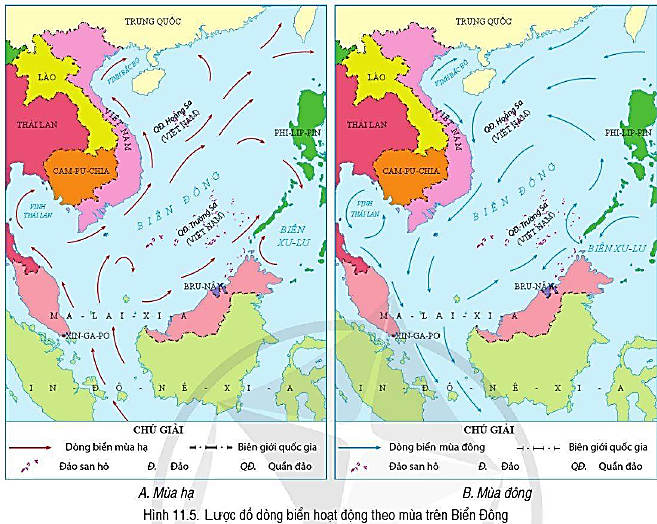 TRUNG QUỐC
VỊNH BẮC BỘ
LÀO
VIỆT NAM
QĐ. Hoàng Sa
(VIỆT NAM)
THÁI LAN
PHI-LIP-PIN
CAM-PU-CHIA
BIỂN ĐÔNG
VỊNH
THÁI LAN
QĐ. Trường Sa
(VIỆT NAM)
BIỂN
XU-LU
BRU-NÂY
MA-LAI-XI-A
XIN-GA-PO
IN-ĐÔ-NÊ-XI-A
CHÚ GIẢI
Dòng biển mùa hạ
Biên giới quốc gia
Đảo san hô
Đ. Đảo
QĐ. Quần đảo
A. Mùa hạ
TRUNG QUỐC
VỊNH BẮC BỘ
LÀO
VIỆT NAM
QĐ. Hoàng Sa
(VIỆT NAM)
THÁI LAN
PHI-LIP-PIN
CAM-PU-CHIA
BIỂN ĐÔNG
VỊNH
THÁI LAN
QĐ. Trường Sa
(VIỆT NAM)
BIỂN XU-LU
BRU-NÂY
MA-LAI-XI-A
XIN-GA-PO
IN-ĐÔ-NÊ-XI-A
CHÚ GIẢI
Dòng biển mùa đông
Biên giới quốc gia
Đảo san hô
Đ. Đảo
QĐ. Quần đảo
B. Mùa đông
Hình 11.5. Lược đồ dòng biển hoạt động theo mùa trên Biển Đông